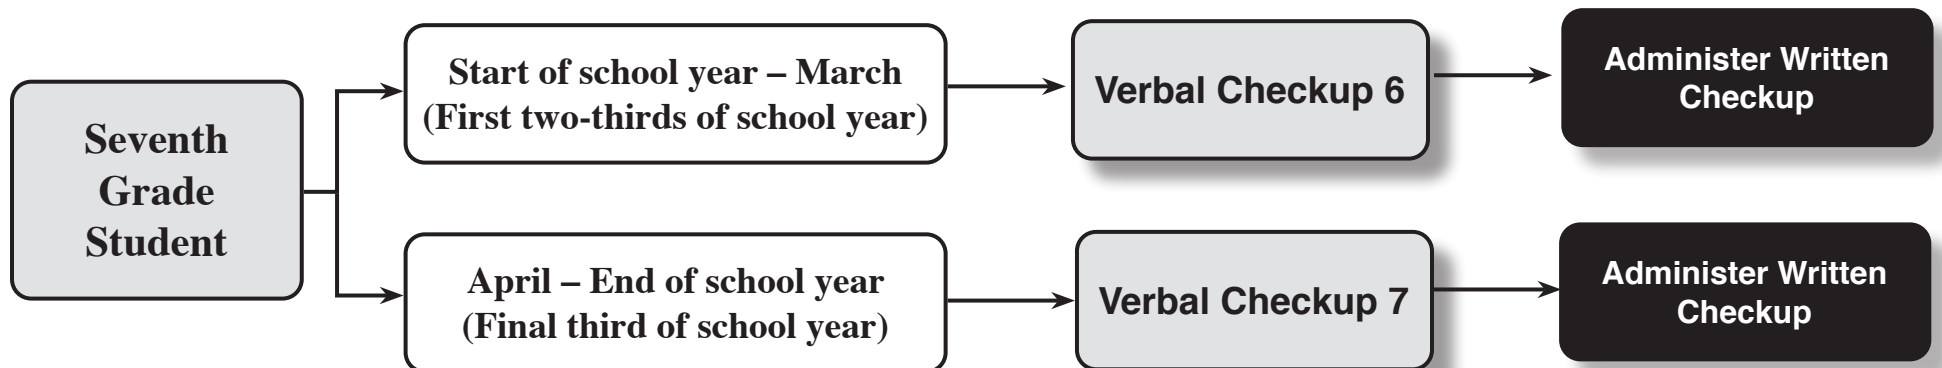 Seventh
Grade
Student
Start of school year – March
(First two-thirds of school year)
Verbal Checkup 6
Administer Written
Checkup
April – End of school year
(Final third of school year)
Verbal Checkup 7
Administer Written
Checkup